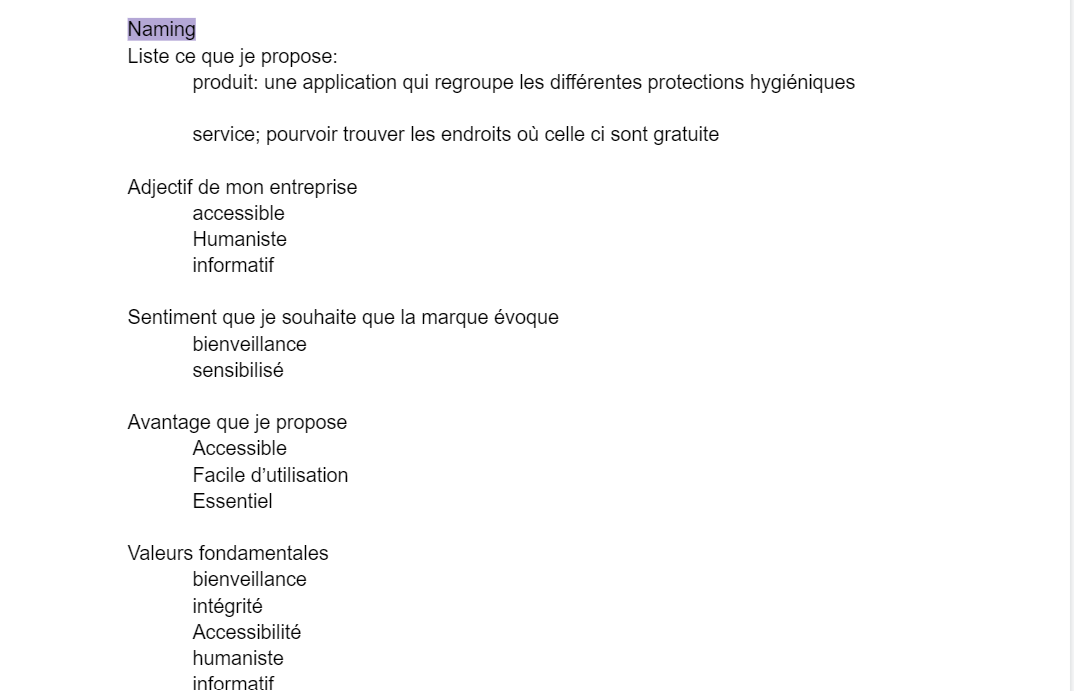 Naming
Liste ce que je propose:
produit: une application qui regroupe les différentes protections hygiéniques
service; pourvoir trouver les endroits où celle ci sont gratuite
Adjectif de mon entreprise
accessible
Humaniste
informatif
Sentiment que je souhaite que la marque évoque
bienveillance
sensibilisé
Avantage que je propose
Accessible
Facile d’utilisation
Essentiel
Valeurs fondamentales
bienveillance
intégrité
Accessibilité
humaniste
informatif